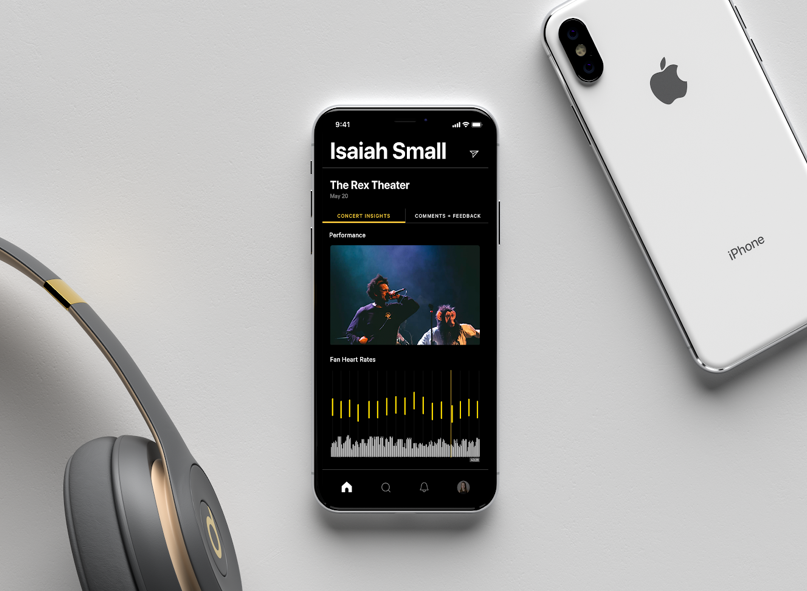 9:41
Isaiah Small
The Rex Theater
May 20
CONCERT INSIGHTS
COMMENTS + FEEDBACK
Performance
Fan Heart Rates
iPhone